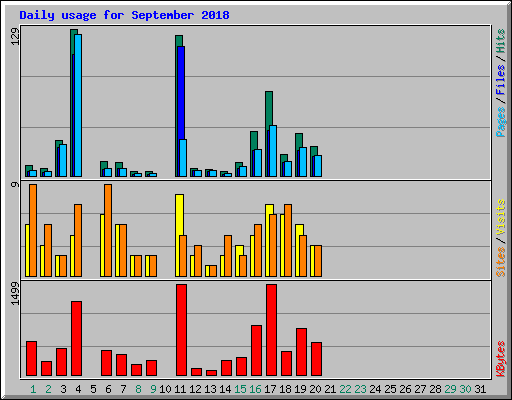 Daily usage for September 2018
129
Pages / Files / Hits
9
Sites / Visits
1499
KBytes
1 2 3 4 5 6 7 8 9 10 11 12 13 14 15 16 17 18 19 20 21 22 23 24 25 26 27 28 29 30 31